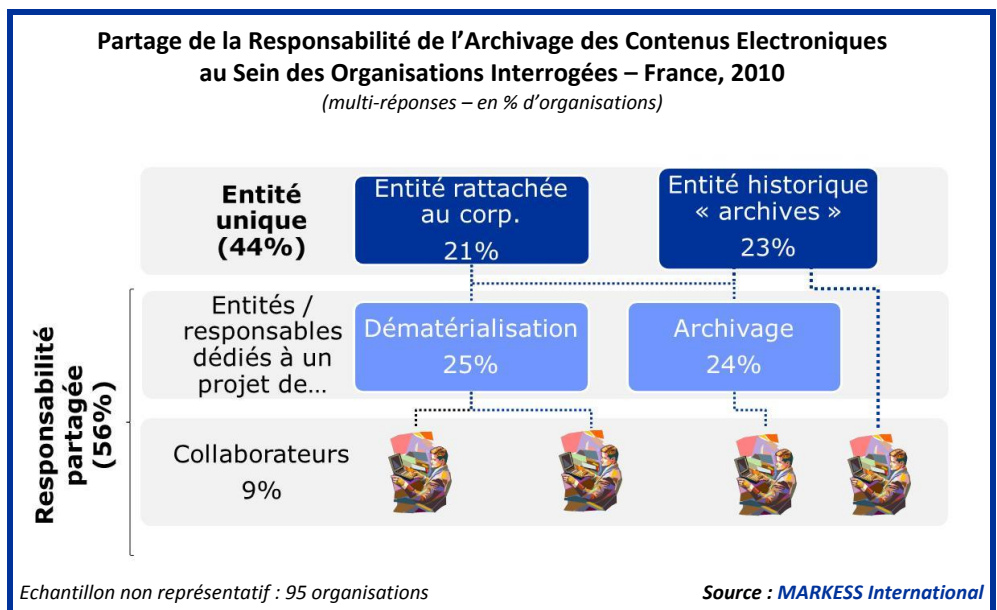 Partage de la Responsabilité de l’Archivage des Contenus Electroniques
au Sein des Organisations Interrogées – France, 2010
(multi-réponses – en % d’organisations)
Entité
unique
(44%)
Entité rattachée
au corp.
21%
Entité historique
« archives »
23%
Responsabilité
partagée
(56%)
Entités /
responsables
dédiés à un
projet de…
Dématérialisation
25%
Archivage
24%
Collaborateurs
9%
Echantillon non représentatif : 95 organisations
Source : MARKESS International